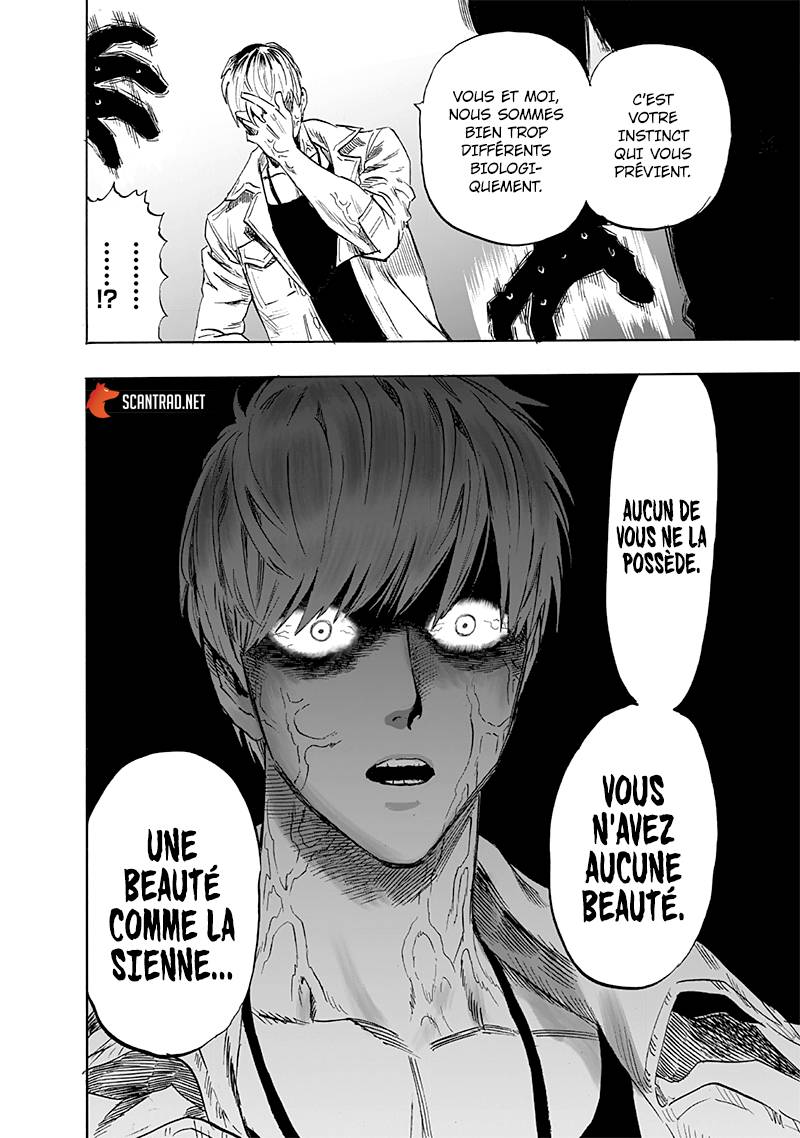 C'EST
VOTRE
INSTINCT
QUI VOUS
PRÉVIENT.
VOUS ET MOI,
NOUS SOMMES
BIEN TROP
DIFFÉRENTS
BIOLOGI-
QUEMENT.
......
......
!?
SCANTRAD.NET
AUCUN DE
VOUS NE LA
POSSÈDE.
VOUS
N'AVEZ
AUCUNE
BEAUTÉ.
UNE
BEAUTÉ
COMME LA
SIENNE...